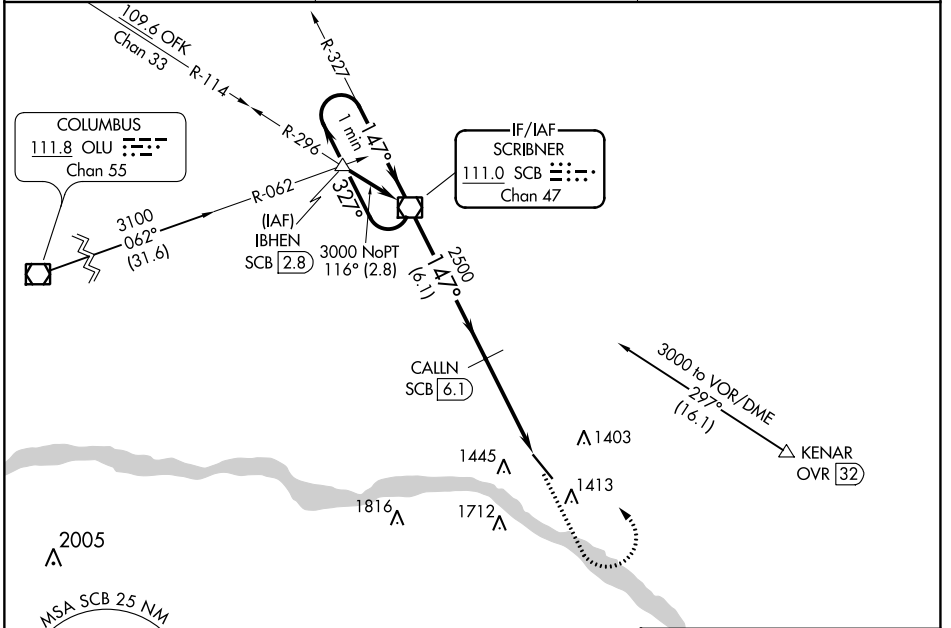 109.6 OFK
Chan 33
R-114
R-296
R-327
COLUMBUS
111.8 OLU
Chan 55
1 min
147°
327°
IF/IAF
SCRIBNER
111.0 SCB
Chan 47
R-062
3100
062°
(31.6)
(IAF)
IBHEN
SCB 2.8
3000 NoPT
116° (2.8)
2500
147°
(6.1)
CALLN
SCB 6.1
3000 to VOR/DME
297°
(16.1)
KENAR
OVR 32
1403
1445
1413
1816
1712
2005
MSA SCB 25 NM